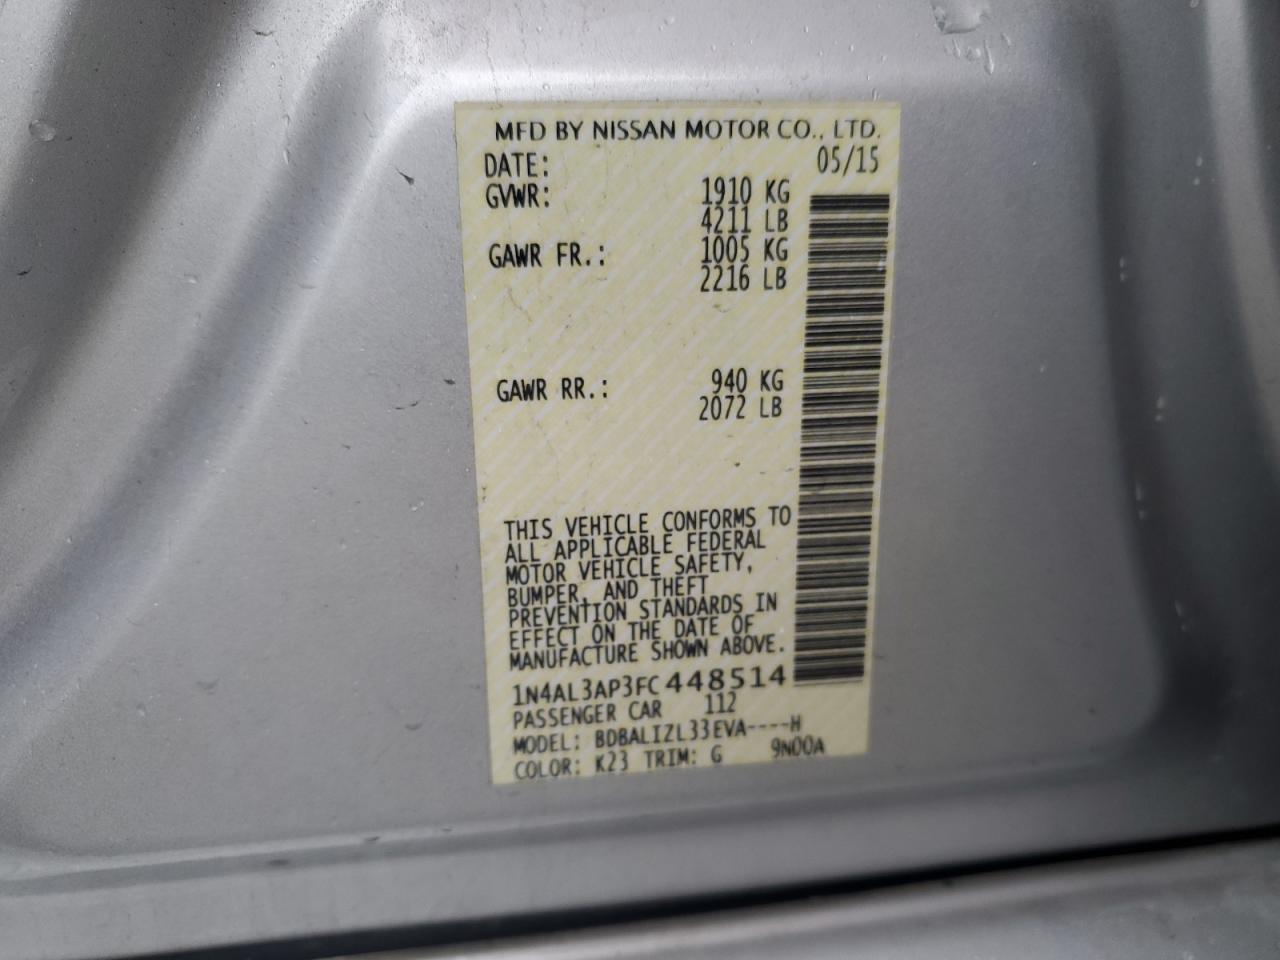 MFD BY NISSAN MOTOR CO., LTD.
DATE: 05/15
GVWR: 1910 KG
4211 LB
GAWR FR.: 1005 KG
2216 LB
GAWR RR.: 940 KG
2072 LB
THIS VEHICLE CONFORMS TO
ALL APPLICABLE FEDERAL
MOTOR VEHICLE SAFETY,
BUMPER, AND THEFT
PREVENTION STANDARDS IN
EFFECT ON THE DATE OF
MANUFACTURE SHOWN ABOVE.
1N4AL3AP3FC448514
PASSENGER CAR 112
MODEL: BDBALIZL33EVA----H
COLOR: K23 TRIM: G 9N00A